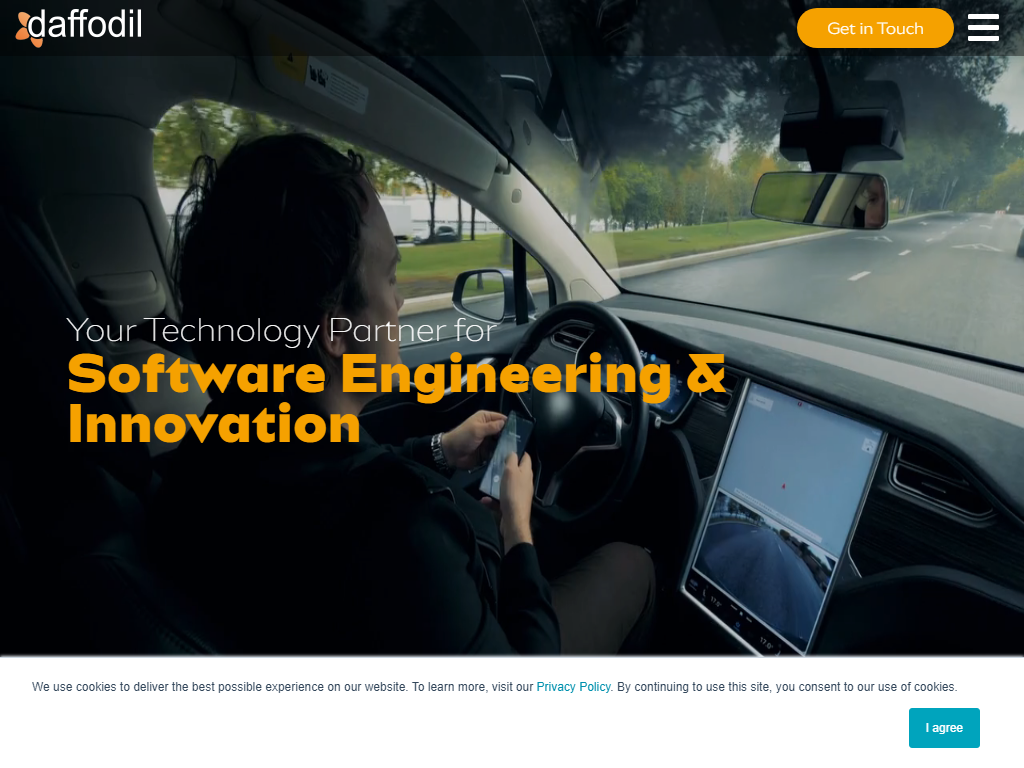 daffodil
Get in Touch
Your Technology Partner for
Software Engineering &
Innovation
We use cookies to deliver the best possible experience on our website. To learn more, visit our Privacy Policy. By continuing to use this site, you consent to our use of cookies.
I agree